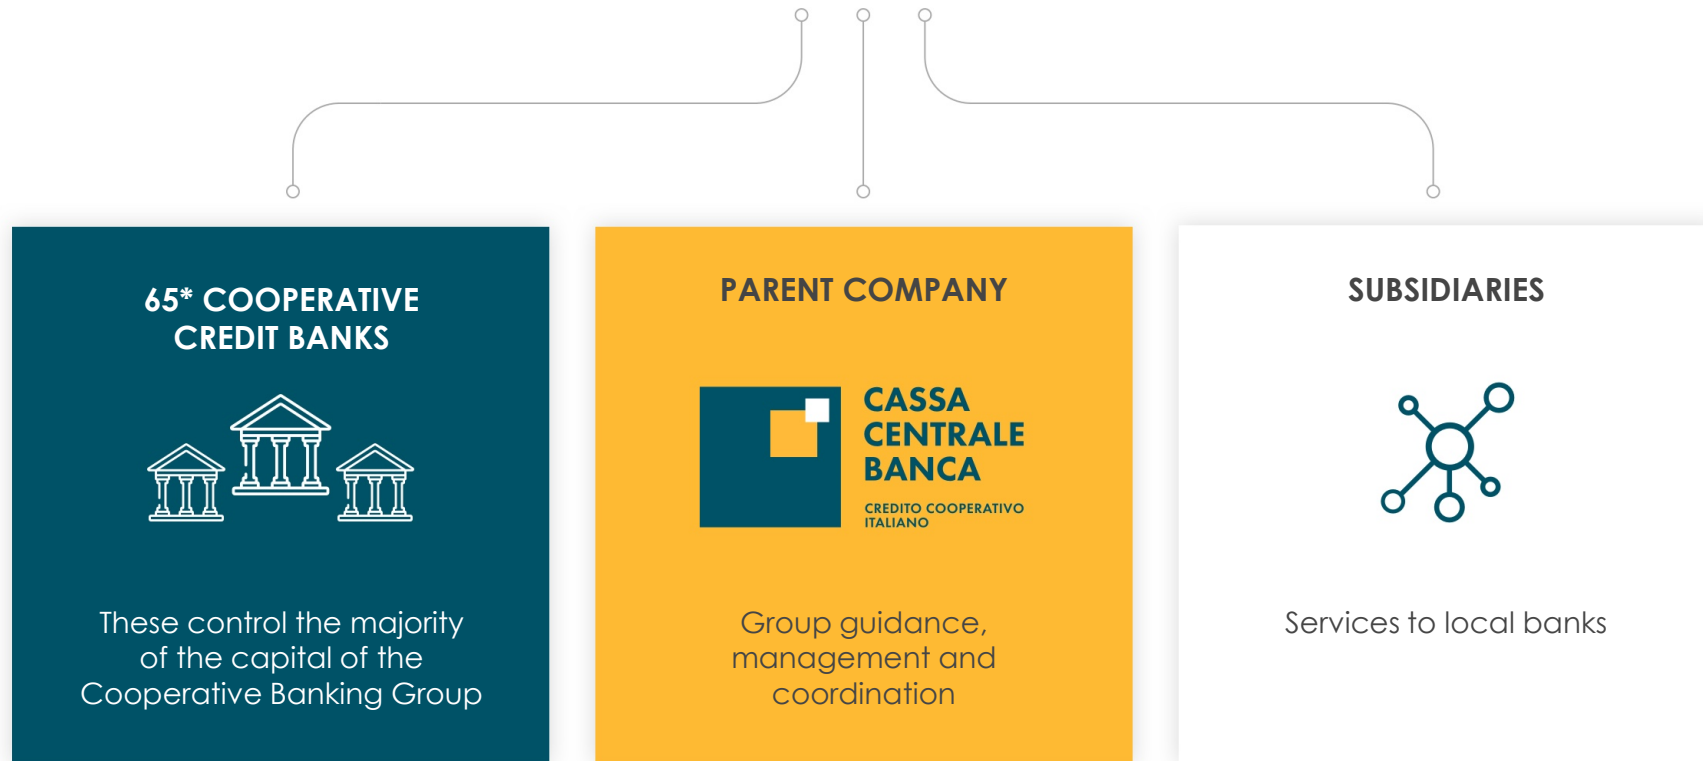 65* COOPERATIVE
CREDIT BANKS
These control the majority
of the capital of the
Cooperative Banking Group
PARENT COMPANY
CASSA
CENTRALE
BANCA
CREDITO COOPERATIVO
ITALIANO
Group guidance,
management and
coordination
SUBSIDIARIES
Services to local banks